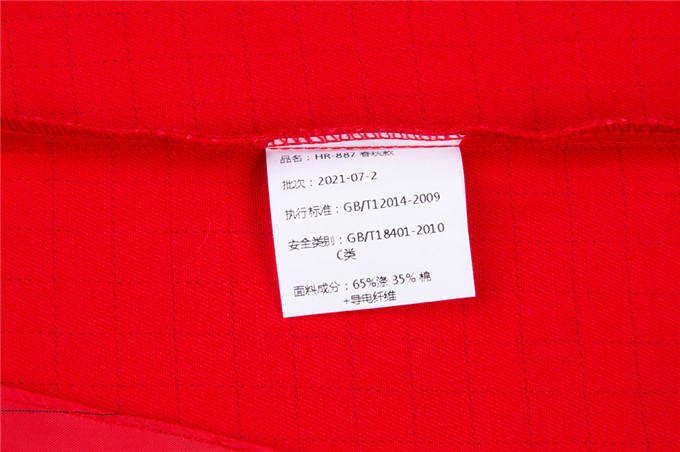 品名：HR-887 春秋款
批次：2021-07-2
执行标准：GB/T12014-2009
安全类别：GB/T18401-2010
C类
面料成分：65%涤 35% 棉
+导电纤维